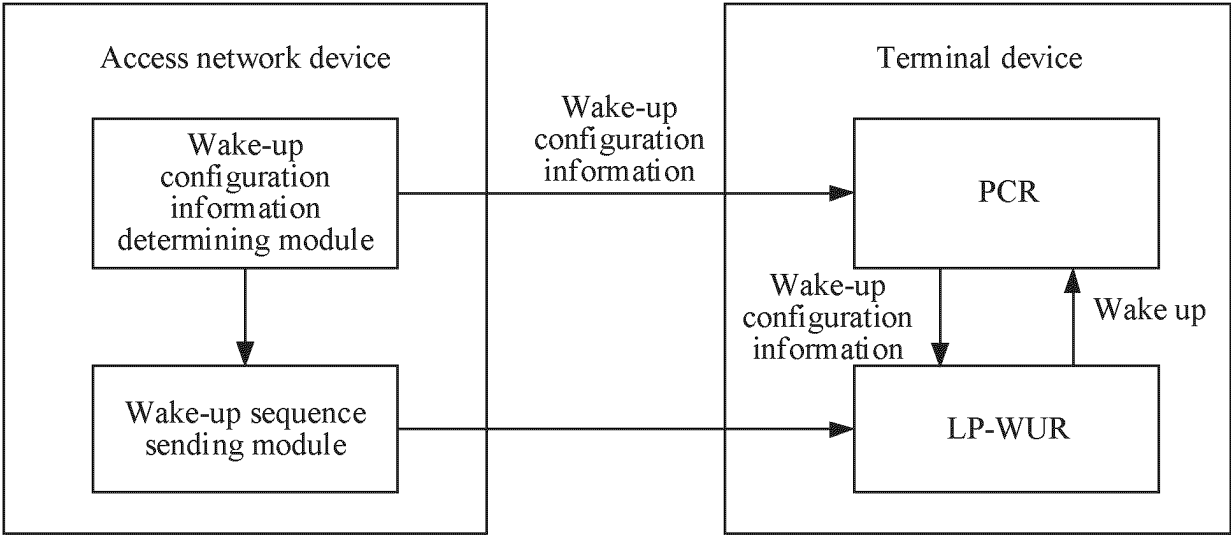 Access network device
Wake-up
configuration
information
determining module
Wake-up sequence
sending module
Wake-up
configuration
information
Terminal device
PCR
Wake-up
configuration
information
Wake up
LP-WUR